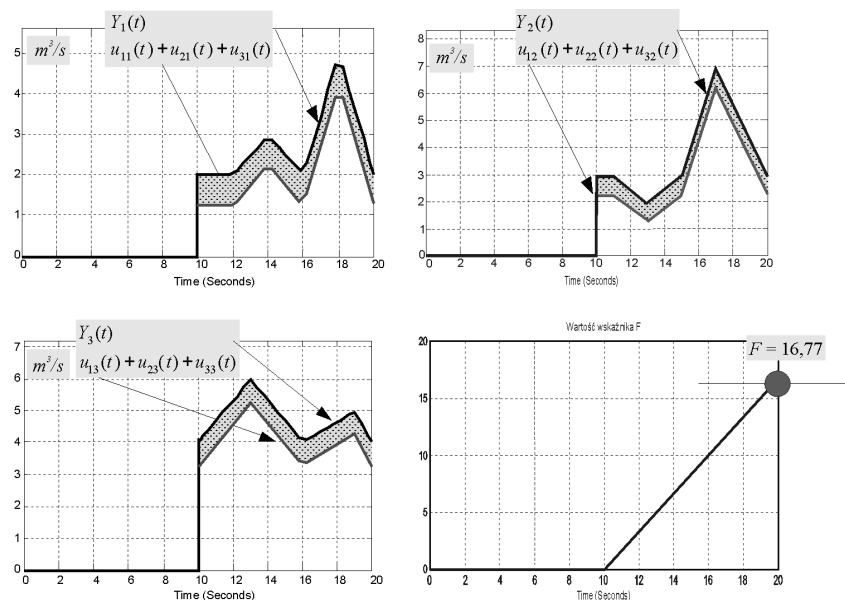 Y₁(t)
u₁₁(t) + u₂₁(t) + u₃₁(t)
m³/s
5
4
3
2
1
0
0 2 4 6 8 10 12 14 16 18 20
Time (Seconds)
Y₂(t)
u₁₂(t) + u₂₂(t) + u₃₂(t)
m³/s
8
7
6
5
4
3
2
1
0
0 2 4 6 8 10 12 14 16 18 20
Time (Seconds)
Y₃(t)
u₁₃(t) + u₂₃(t) + u₃₃(t)
m³/s
7
6
5
4
3
2
1
0
0 2 4 6 8 10 12 14 16 18 20
Time (Seconds)
Wartość wskaźnika F
F = 16,77
20
15
10
5
0
0 2 4 6 8 10 12 14 16 18 20
Time (Seconds)